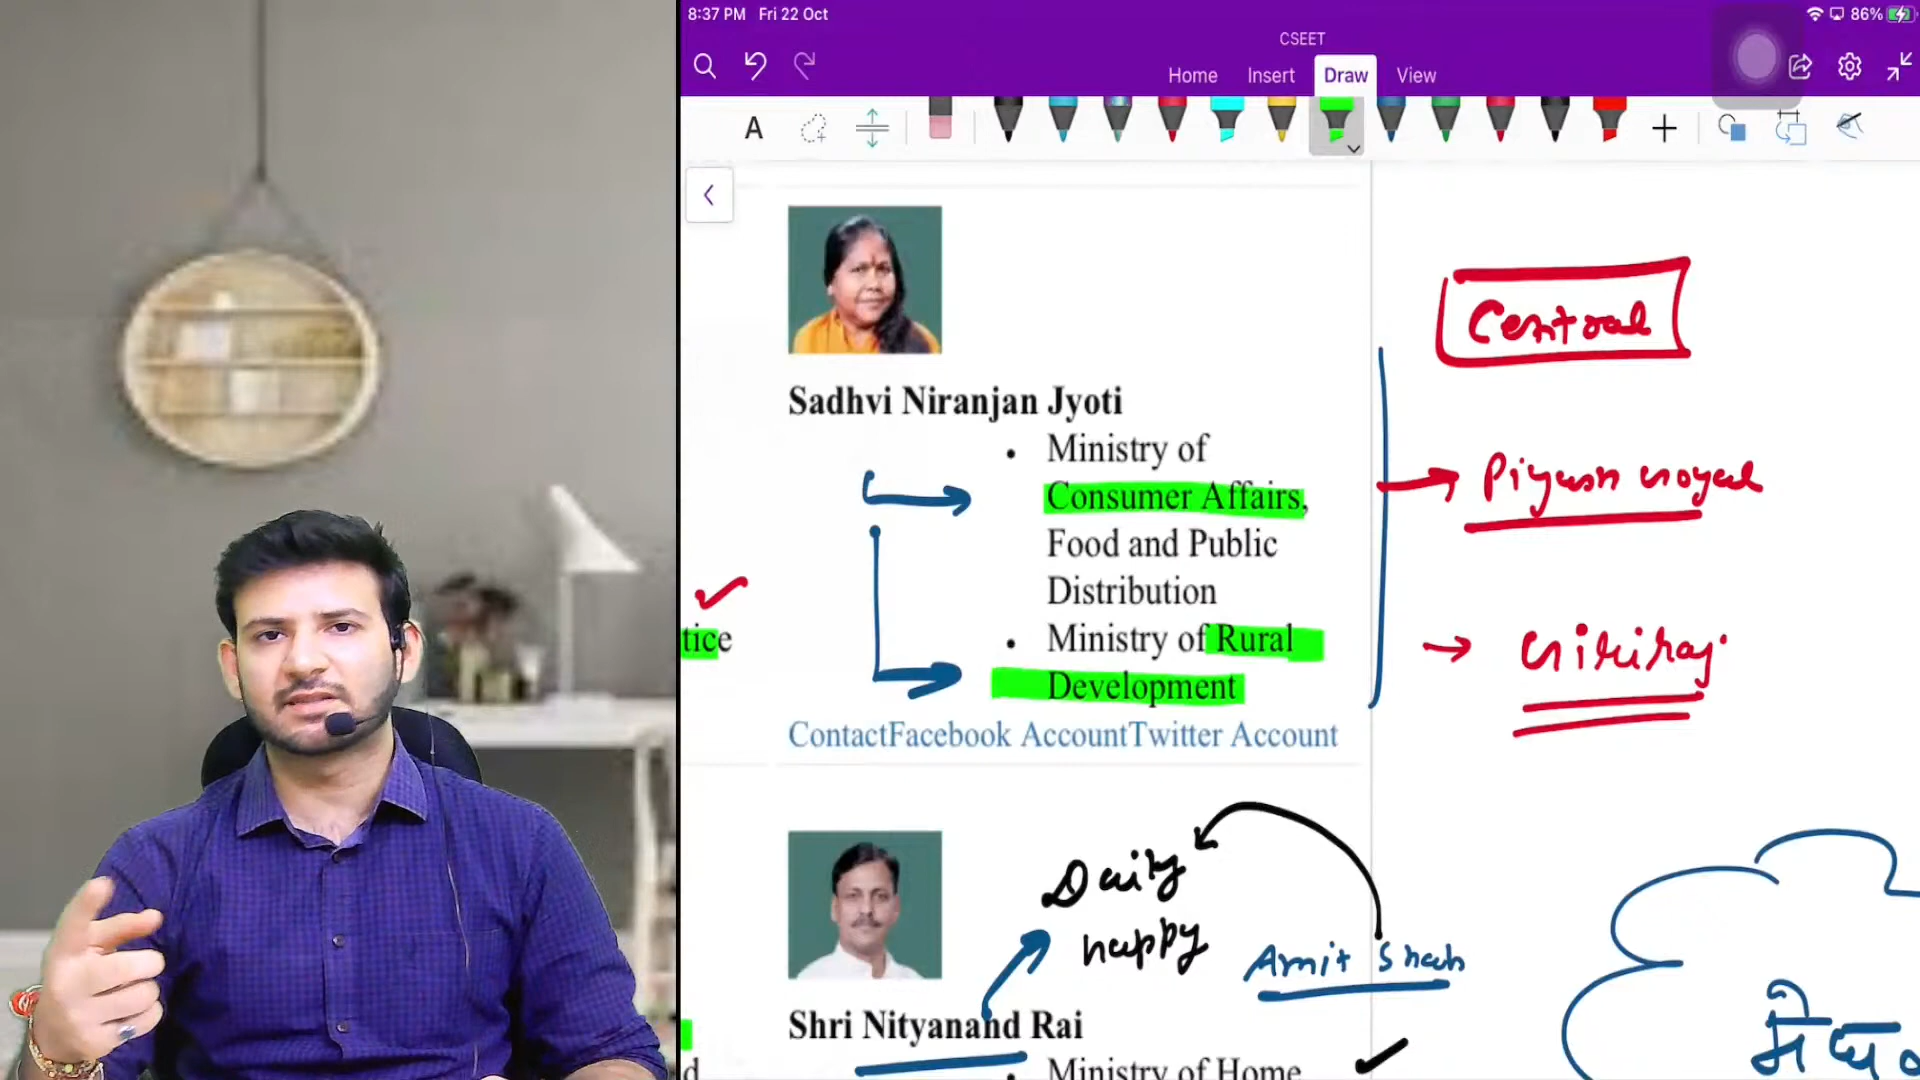 8:37 PM Fri 22 Oct
86%
CSEET
Home Insert Draw View
A
Central
Sadhvi Niranjan Jyoti
• Ministry of
Consumer Affairs,
Food and Public
Distribution
• Ministry of Rural
Development
ContactFacebook AccountTwitter Account
tice
→ Piyush Goyal
→ Giriraj
Daily
happy
Amit Shah
Shri Nityanand Rai
• Ministry of Home
d